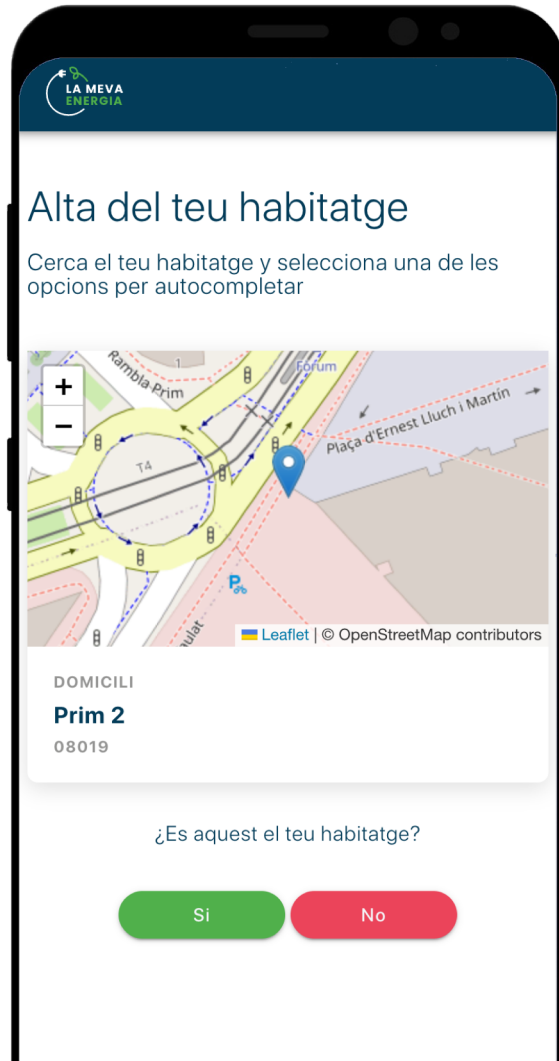 LA MEVA
ENERGIA
Alta del teu habitatge
Cerca el teu habitatge y selecciona una de les
opcions per autocompletar
+
−
Rambla Prim
1
Fòrum
Plaça d'Ernest Lluch i Martín
T4
P
Leaflet | © OpenStreetMap contributors
DOMICILI
Prim 2
08019
¿Es aquest el teu habitatge?
Si
No